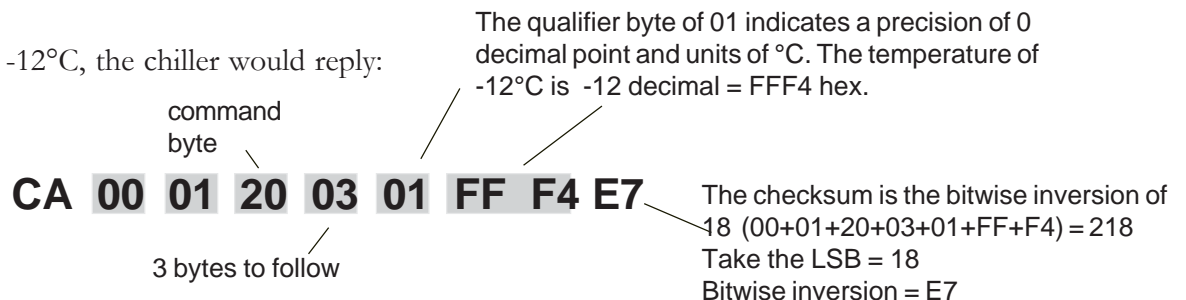 The qualifier byte of 01 indicates a precision of 0
decimal point and units of °C. The temperature of
-12°C is -12 decimal = FFF4 hex.
-12°C, the chiller would reply:
command
byte
CA 00 01 20 03 01 FF F4 E7
3 bytes to follow
The checksum is the bitwise inversion of
18 (00+01+20+03+01+FF+F4) = 218
Take the LSB = 18
Bitwise inversion = E7